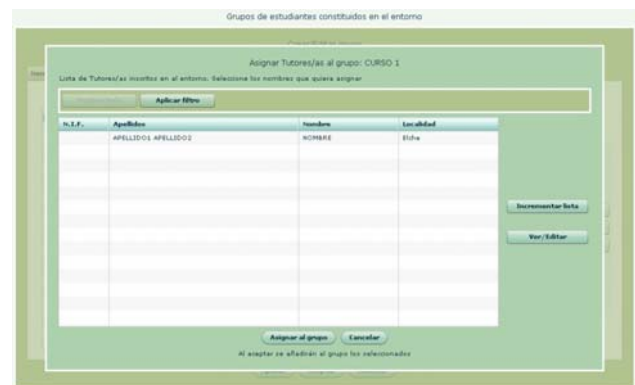 Grupos de estudiantes constituidos en el entorno
Asignar Tutores/as al grupo: CURSO 1
Lista de Tutores/as inscritos en al entorno. Seleccione los nombres que quiera asignar
Aplicar filtro
N.I.F. Apellidos Nombre Localidad
APELLIDO1 APELLIDO2 NOMBRE Elche
Incrementar lista
Ver/Editar
Asignar al grupo Cancelar
Al aceptar se añadirán al grupo los seleccionados